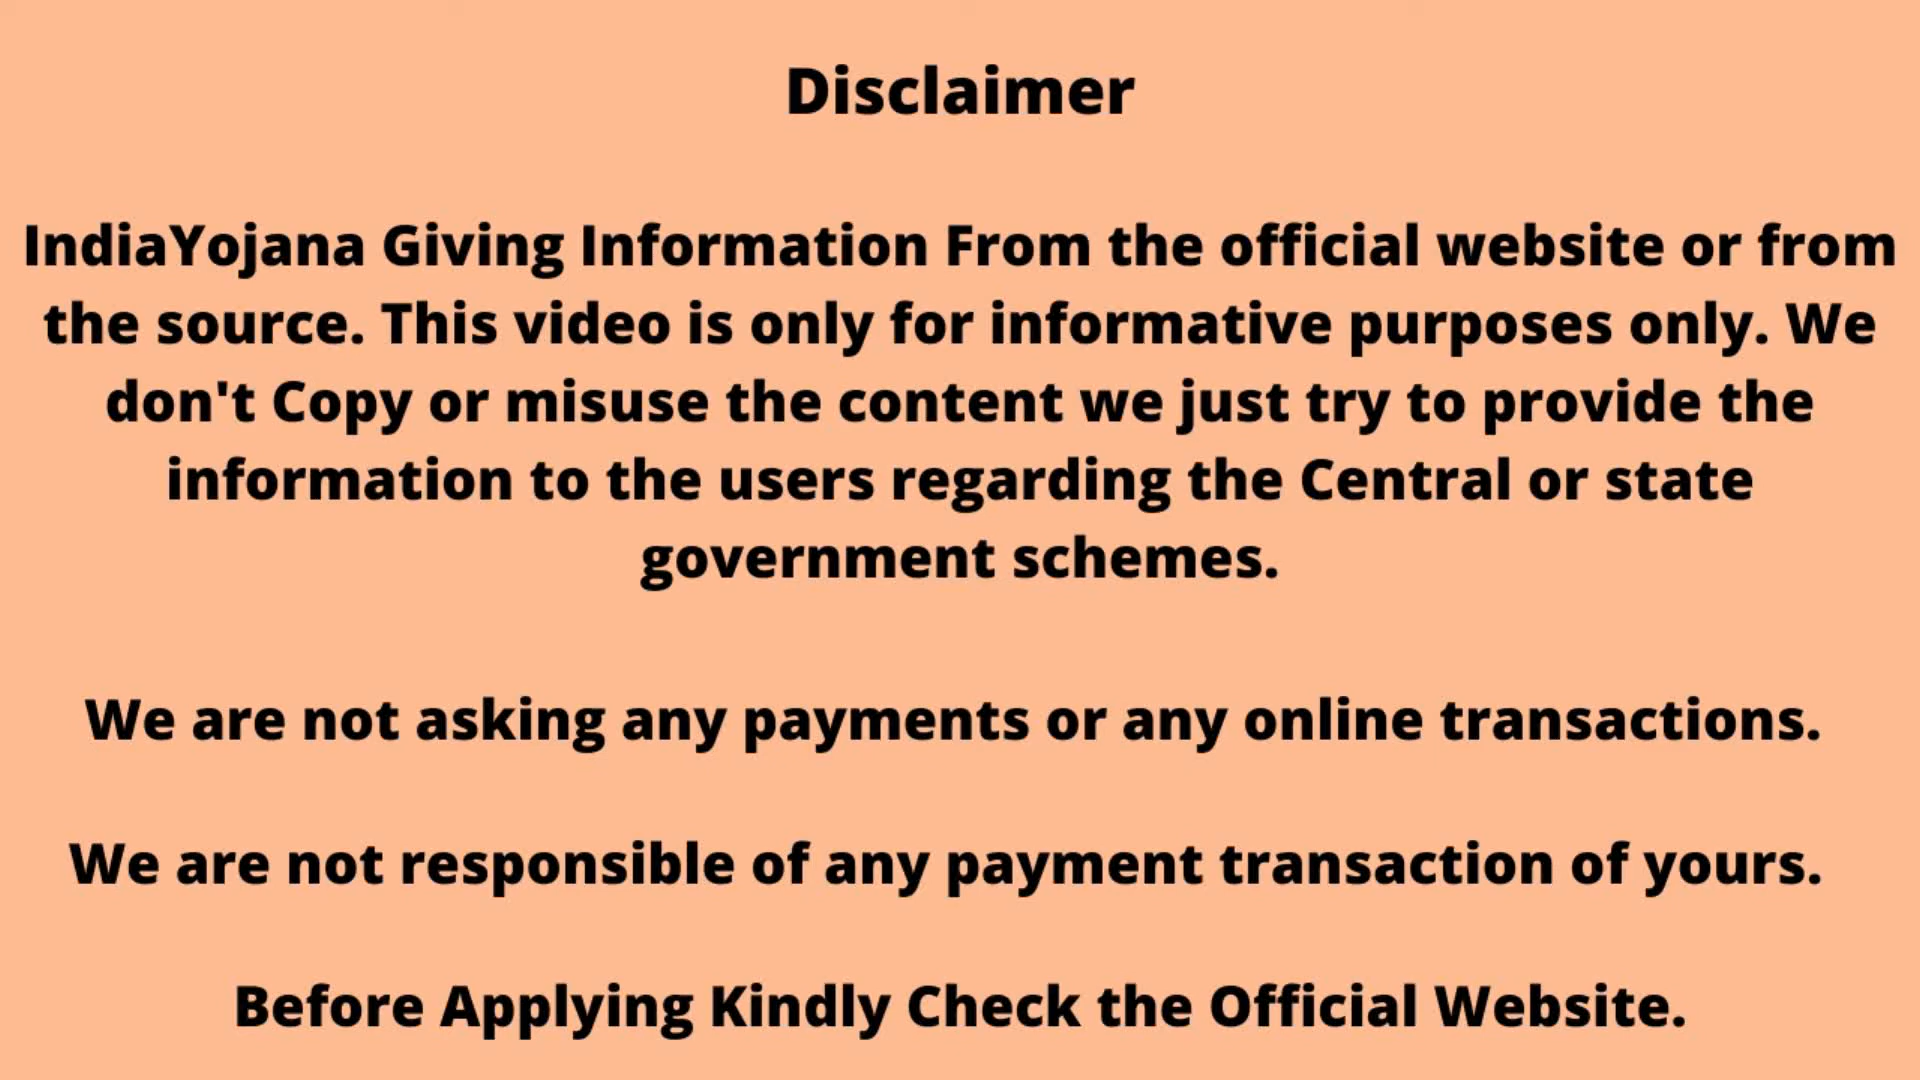 Disclaimer
IndiaYojana Giving Information From the official website or from
the source. This video is only for informative purposes only. We
don't Copy or misuse the content we just try to provide the
information to the users regarding the Central or state
government schemes.
We are not asking any payments or any online transactions.
We are not responsible of any payment transaction of yours.
Before Applying Kindly Check the Official Website.